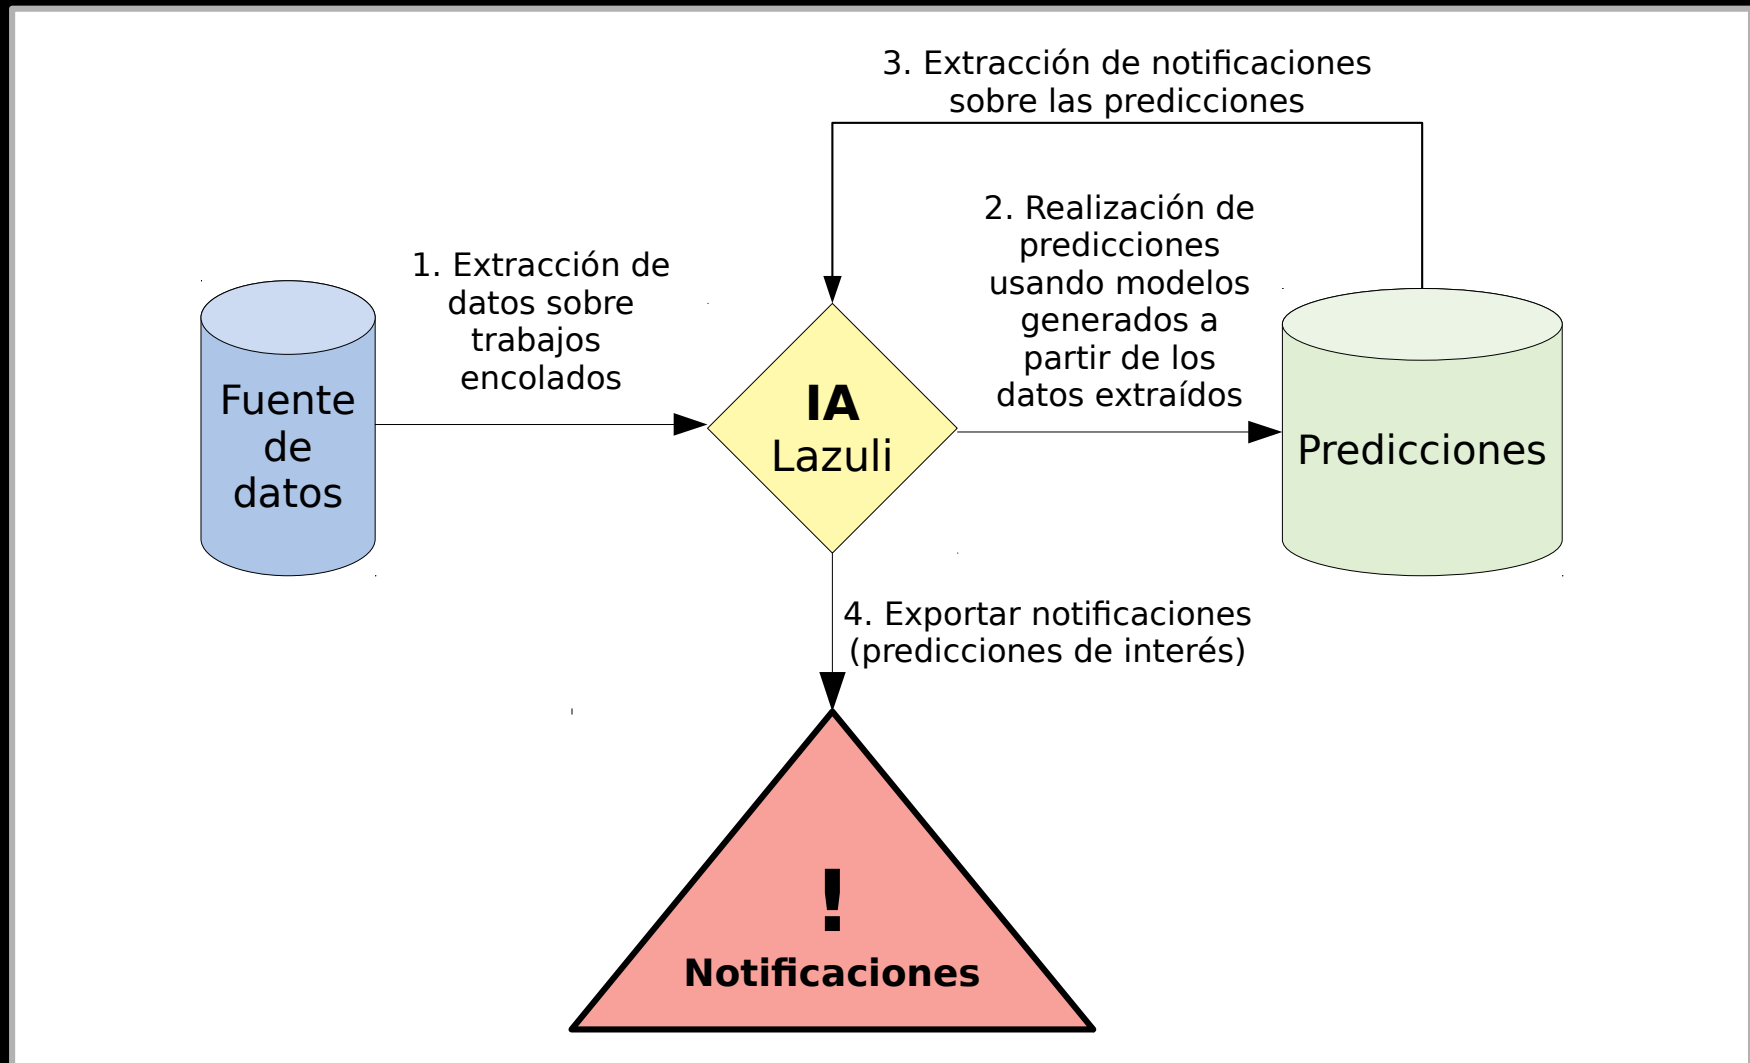 3. Extracción de notificaciones
sobre las predicciones
2. Realización de
predicciones
usando modelos
generados a
partir de los
datos extraídos
1. Extracción de
datos sobre
trabajos
encolados
Fuente
de
datos
IA
Lazuli
Predicciones
4. Exportar notificaciones
(predicciones de interés)
!
Notificaciones